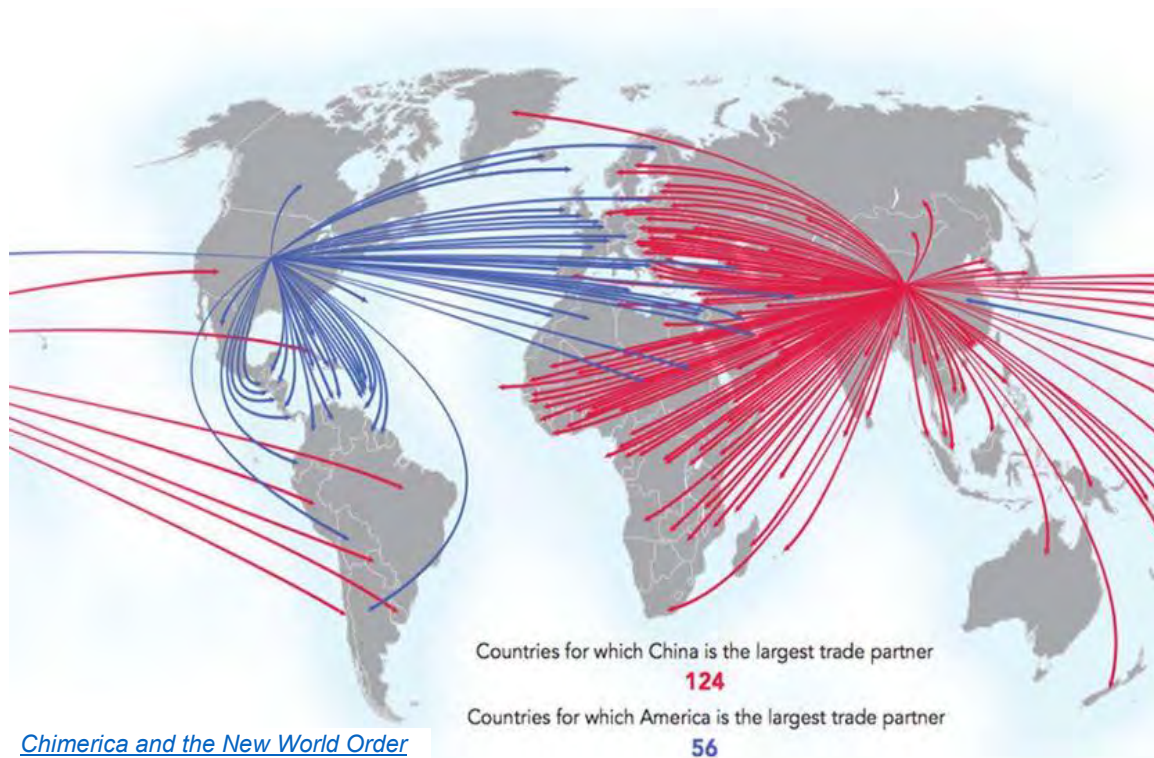 Countries for which China is the largest trade partner
124
Countries for which America is the largest trade partner
56
Chimerica and the New World Order